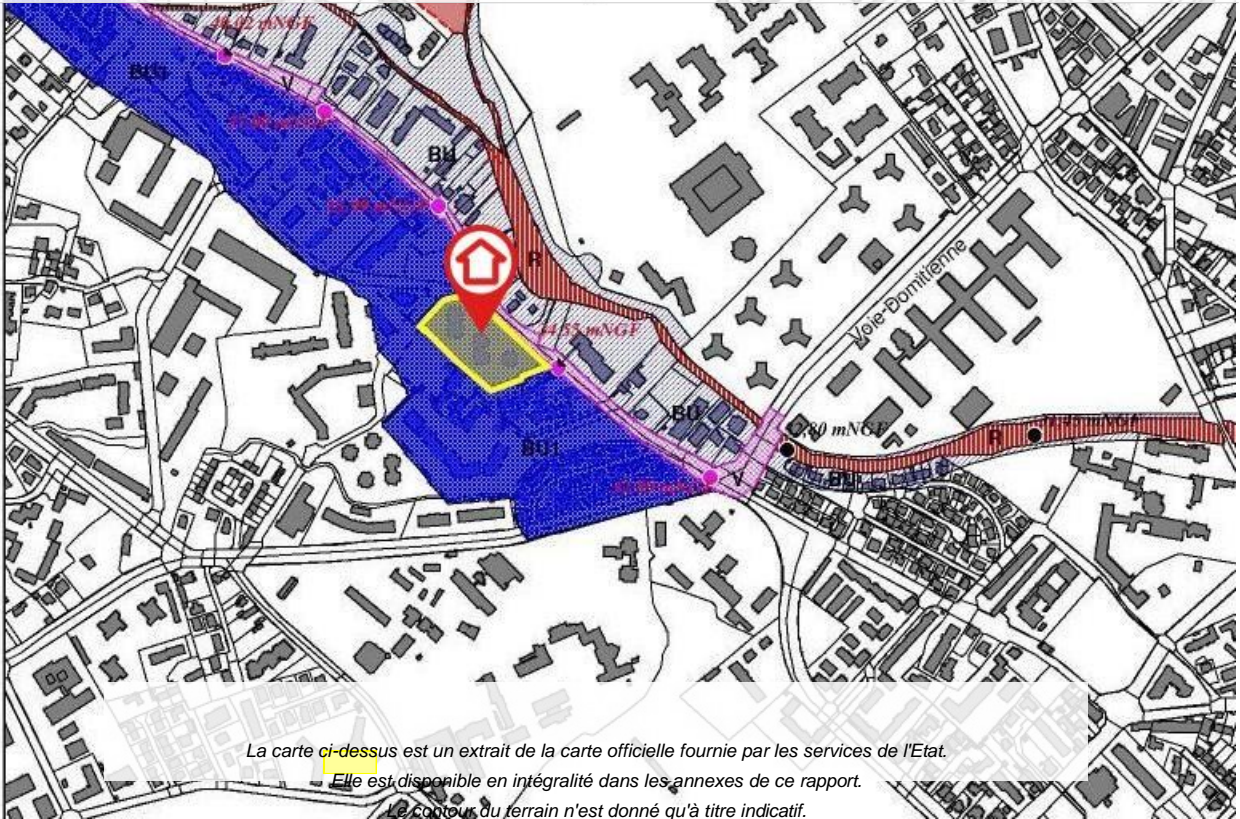 48.02 mNGF
BU1
V
BU
R
Voie-Domitienne
44.55 mNGF
BU
BU1
R
V
BU
La carte ci-dessus est un extrait de la carte officielle fournie par les services de l'Etat.
Elle est disponible en intégralité dans les annexes de ce rapport.
Le contour du terrain n'est donné qu'à titre indicatif.